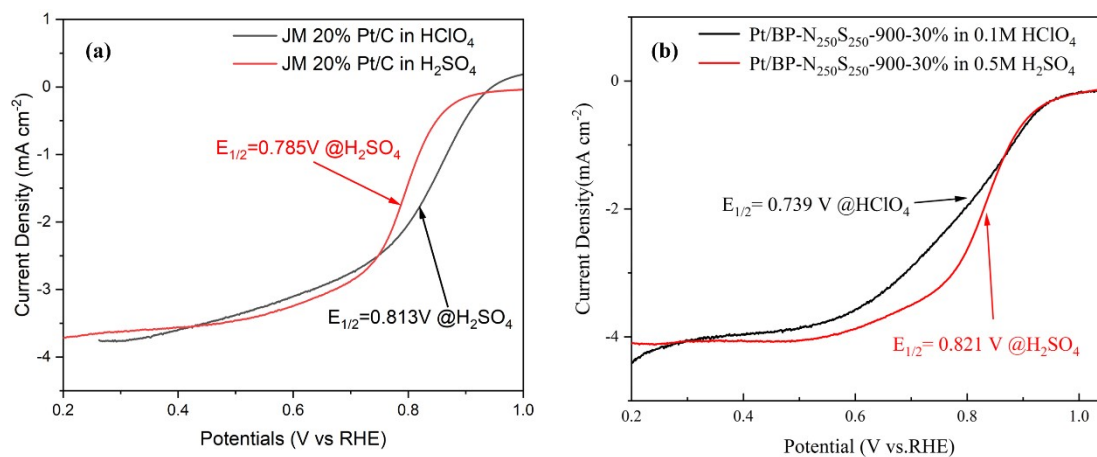 (a)
JM 20% Pt/C in HClO₄
JM 20% Pt/C in H₂SO₄
E₁/₂=0.785V @H₂SO₄
E₁/₂=0.813V@H₂SO₄
Current Density (mA cm⁻²)
1
0
-1
-2
-3
-4
0.2 0.4 0.6 0.8 1.0
Potentials (V vs RHE)
(b)
Pt/BP-N₂₅₀S₂₅₀-900-30% in 0.1M HClO₄
Pt/BP-N₂₅₀S₂₅₀-900-30% in 0.5M H₂SO₄
E₁/₂= 0.739 V @HClO₄
E₁/₂= 0.821 V @H₂SO₄
Current Density(mA cm⁻²)
0
-2
-4
0.2 0.4 0.6 0.8 1.0
Potential (V vs.RHE)